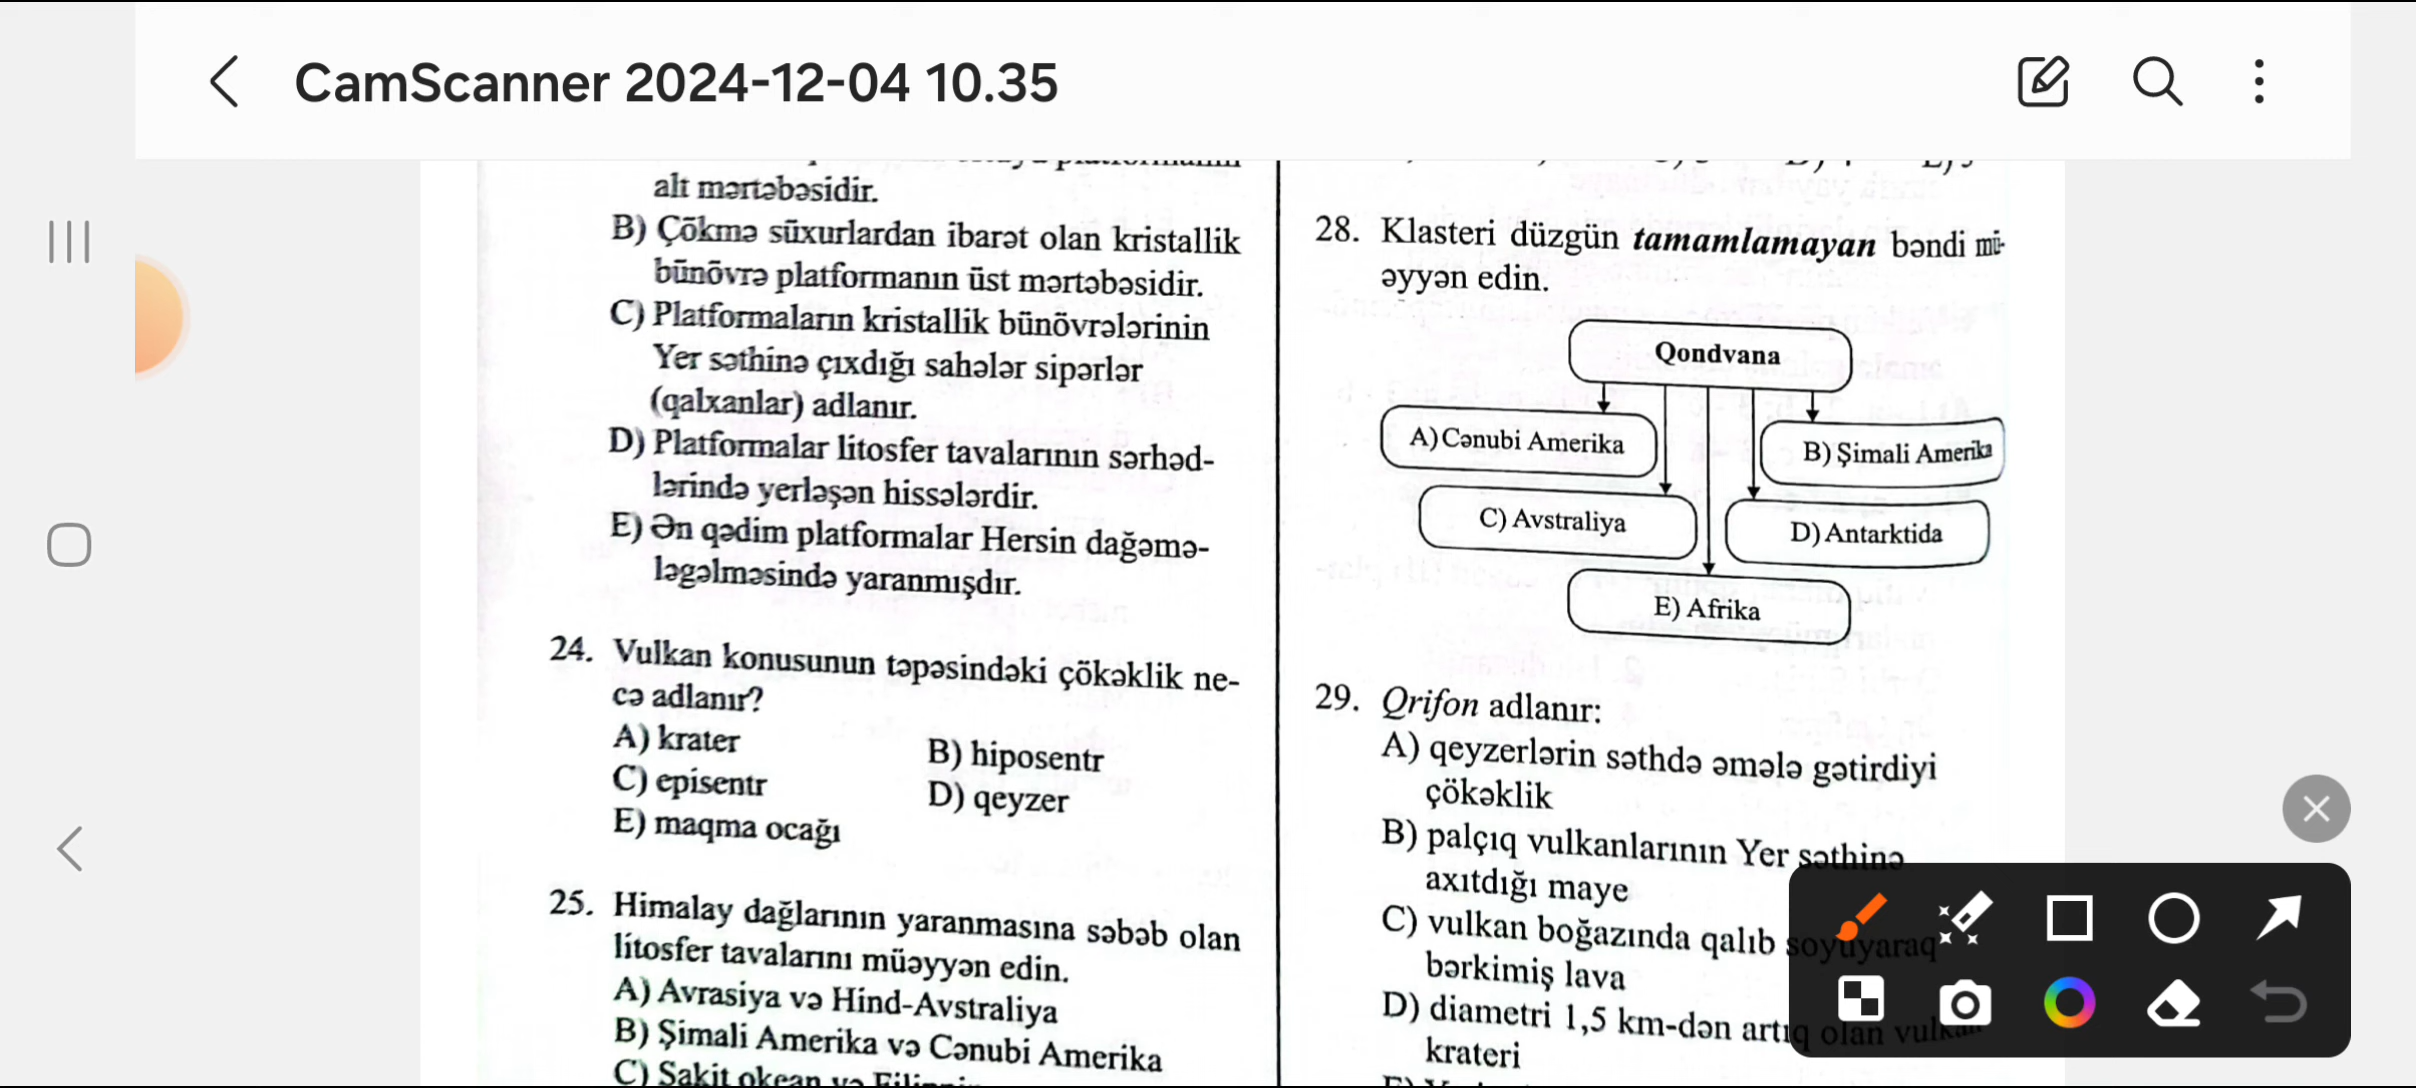 CamScanner 2024-12-04 10.35
alt mərtəbəsidir.
B) Çökmə süxurlardan ibarət olan kristallik
bünövrə platformanın üst mərtəbəsidir.
C) Platformaların kristallik bünövrələrinin
Yer səthinə çıxdığı sahələr sipərlər
(qalxanlar) adlanır.
D) Platformalar litosfer tavalarının sərhəd-
lərində yerləşən hissələrdir.
E) Ən qədim platformalar Hersin dağəmə-
ləgəlməsində yaranmışdır.
24. Vulkan konusunun təpəsindəki çökəklik ne-
cə adlanır?
A) krater
B) hiposentr
C) episentr
D) qeyzer
E) maqma ocağı
25. Himalay dağlarının yaranmasına səbəb olan
litosfer tavalarını müəyyən edin.
A) Avrasiya və Hind-Avstraliya
B) Şimali Amerika və Cənubi Amerika
C) Sakit okean və
28. Klasteri düzgün tamamlamayan bəndi mü-
əyyən edin.
Qondvana
A) Cənubi Amerika
B) Şimali Amerika
C) Avstraliya
D) Antarktida
E) Afrika
29. Qrifon adlanır:
A) qeyzerlərin səthdə əmələ gətirdiyi
çökəklik
B) palçıq vulkanlarının Yer səthinə
axıtdığı maye
C) vulkan boğazında qalıb soyuyaraq
bərkimiş lava
D) diametri 1,5 km-dən artıq olan vulkan
krateri